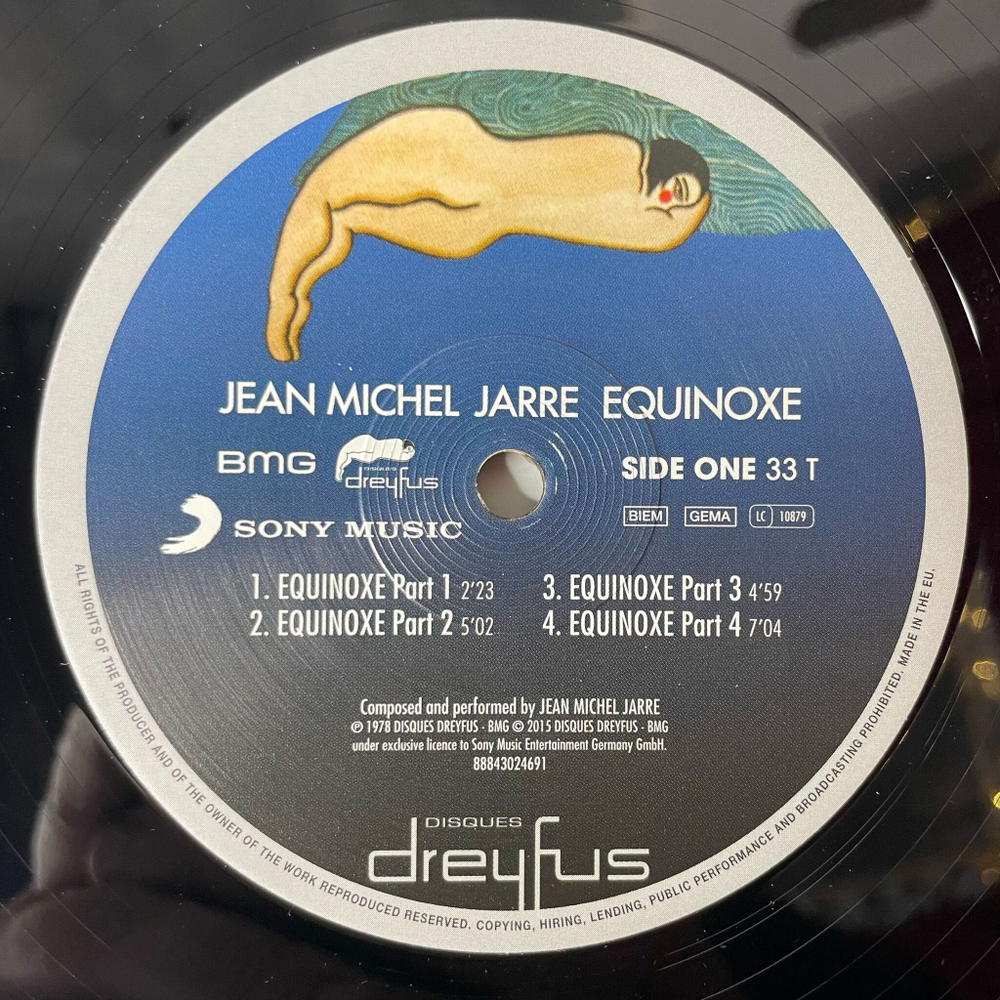 JEAN MICHEL JARRE EQUINOXE
BMG
DISQUES
dreyfus
SIDE ONE 33 T
SONY MUSIC
BIEM GEMA LC 10879
1. EQUINOXE Part 1 2'23
2. EQUINOXE Part 2 5'02
3. EQUINOXE Part 3 4'59
4. EQUINOXE Part 4 7'04
Composed and performed by JEAN MICHEL JARRE
℗ 1978 DISQUES DREYFUS - BMG © 2015 DISQUES DREYFUS - BMG
under exclusive licence to Sony Music Entertainment Germany GmbH.
88843024691
DISQUES
dreyfus
ALL RIGHTS OF THE PRODUCER AND OF THE OWNER OF THE WORK REPRODUCED RESERVED. COPYING, HIRING, LENDING, PUBLIC PERFORMANCE AND BROADCASTING PROHIBITED. MADE IN THE EU.